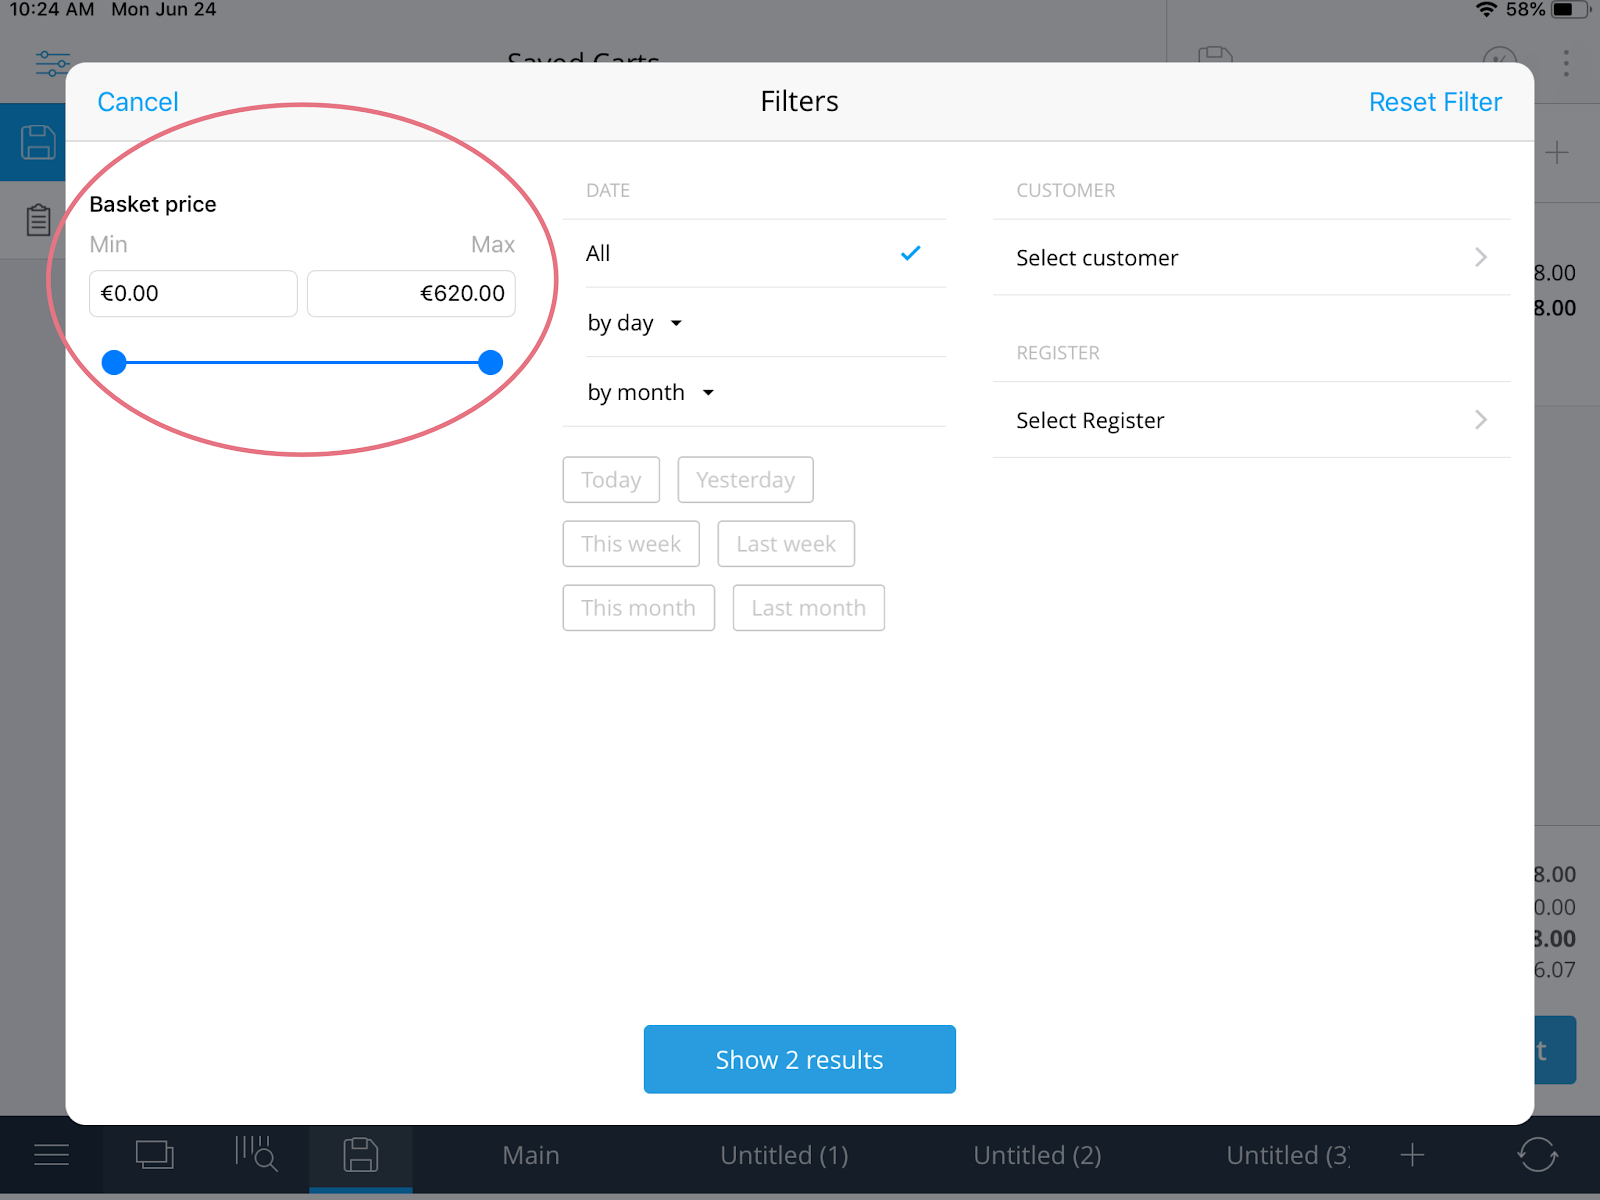 10:24 AM Mon Jun 24
58%
Saved Carts
Cancel
Filters
Reset Filter
Basket price
Min
Max
€0.00
€620.00
DATE
All
by day
by month
Today
Yesterday
This week
Last week
This month
Last month
CUSTOMER
Select customer
REGISTER
Select Register
8.00
8.00
8.00
0.00
8.00
6.07
t
Show 2 results
Main
Untitled (1)
Untitled (2)
Untitled (3)